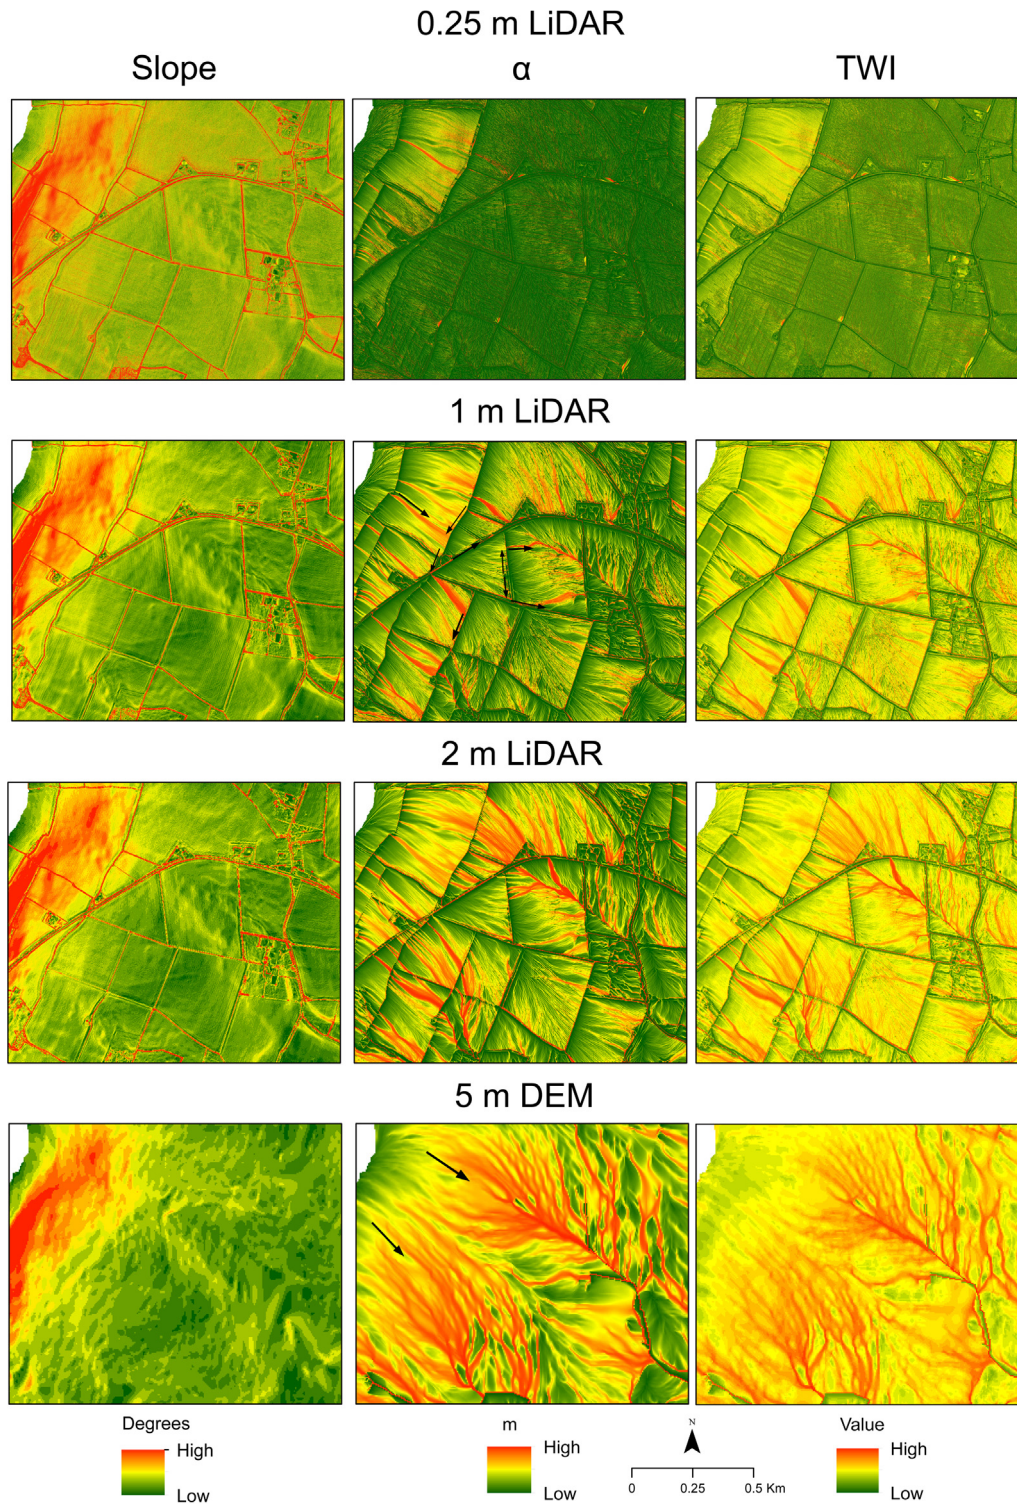 0.25 m LiDAR
Slope α TWI
1 m LiDAR
2 m LiDAR
5 m DEM
Degrees m N Value
High High High
Low Low 0 0.25 0.5 Km Low